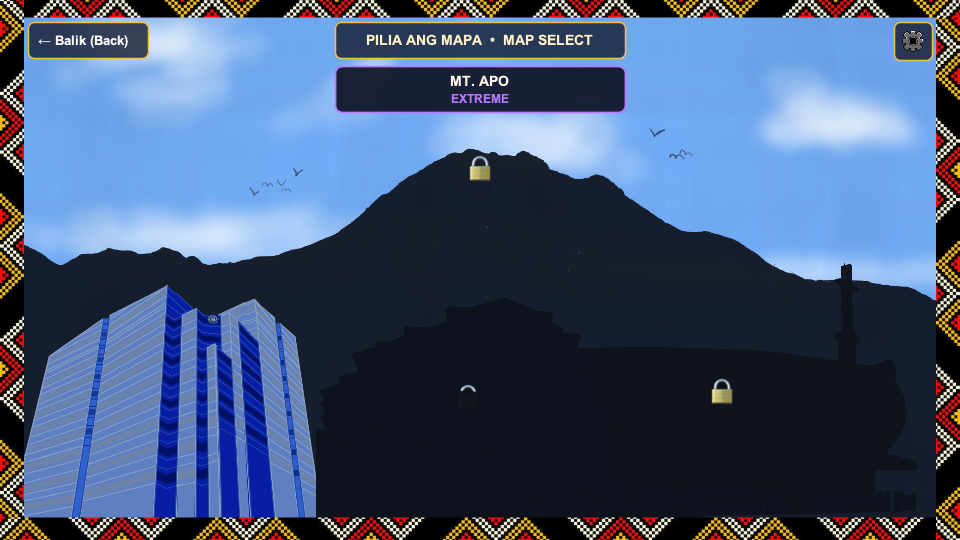 ← Balik (Back)
PILIA ANG MAPA • MAP SELECT
MT. APO
EXTREME